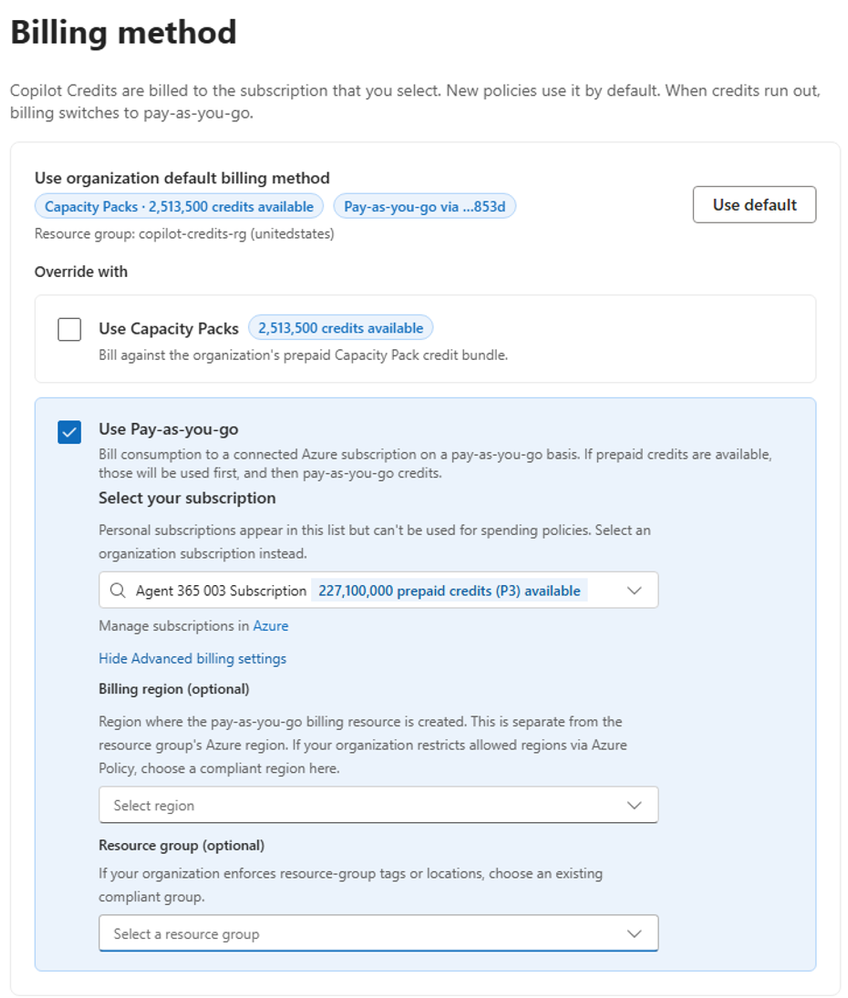 Billing method
Copilot Credits are billed to the subscription that you select. New policies use it by default. When credits run out,
billing switches to pay-as-you-go.
Use organization default billing method
Capacity Packs · 2,513,500 credits available
Pay-as-you-go via ...853d
Use default
Resource group: copilot-credits-rg (unitedstates)
Override with
Use Capacity Packs
2,513,500 credits available
Bill against the organization's prepaid Capacity Pack credit bundle.
Use Pay-as-you-go
Bill consumption to a connected Azure subscription on a pay-as-you-go basis. If prepaid credits are available,
those will be used first, and then pay-as-you-go credits.
Select your subscription
Personal subscriptions appear in this list but can't be used for spending policies. Select an
organization subscription instead.
Agent 365 003 Subscription 227,100,000 prepaid credits (P3) available
Manage subscriptions in Azure
Hide Advanced billing settings
Billing region (optional)
Region where the pay-as-you-go billing resource is created. This is separate from the
resource group's Azure region. If your organization restricts allowed regions via Azure
Policy, choose a compliant region here.
Select region
Resource group (optional)
If your organization enforces resource-group tags or locations, choose an existing
compliant group.
Select a resource group